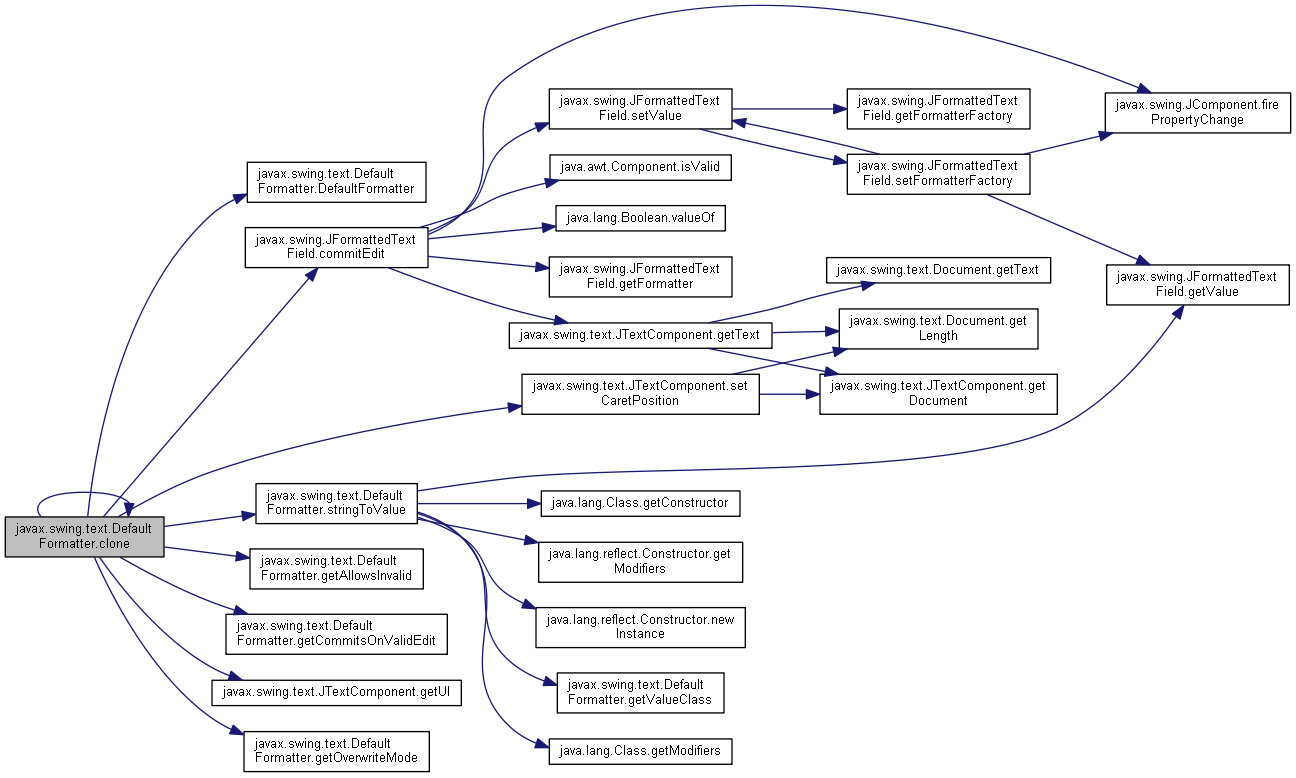 javax.swing.text.Default
Formatter.clone
javax.swing.text.Default
Formatter.DefaultFormatter
javax.swing.JFormattedText
Field.commitEdit
javax.swing.JFormattedText
Field.setValue
javax.swing.JFormattedText
Field.getFormatterFactory
javax.swing.JComponent.fire
PropertyChange
javax.swing.JFormattedText
Field.setFormatterFactory
java.awt.Component.isValid
java.lang.Boolean.valueOf
javax.swing.JFormattedText
Field.getFormatter
javax.swing.JFormattedText
Field.getValue
javax.swing.text.JTextComponent.getText
javax.swing.text.Document.getText
javax.swing.text.Document.get
Length
javax.swing.text.JTextComponent.set
CaretPosition
javax.swing.text.JTextComponent.get
Document
javax.swing.text.Default
Formatter.stringToValue
java.lang.Class.getConstructor
java.lang.reflect.Constructor.get
Modifiers
java.lang.reflect.Constructor.new
Instance
javax.swing.text.Default
Formatter.getValueClass
java.lang.Class.getModifiers
javax.swing.text.Default
Formatter.getAllowsInvalid
javax.swing.text.Default
Formatter.getCommitsOnValidEdit
javax.swing.text.JTextComponent.getUI
javax.swing.text.Default
Formatter.getOverwriteMode